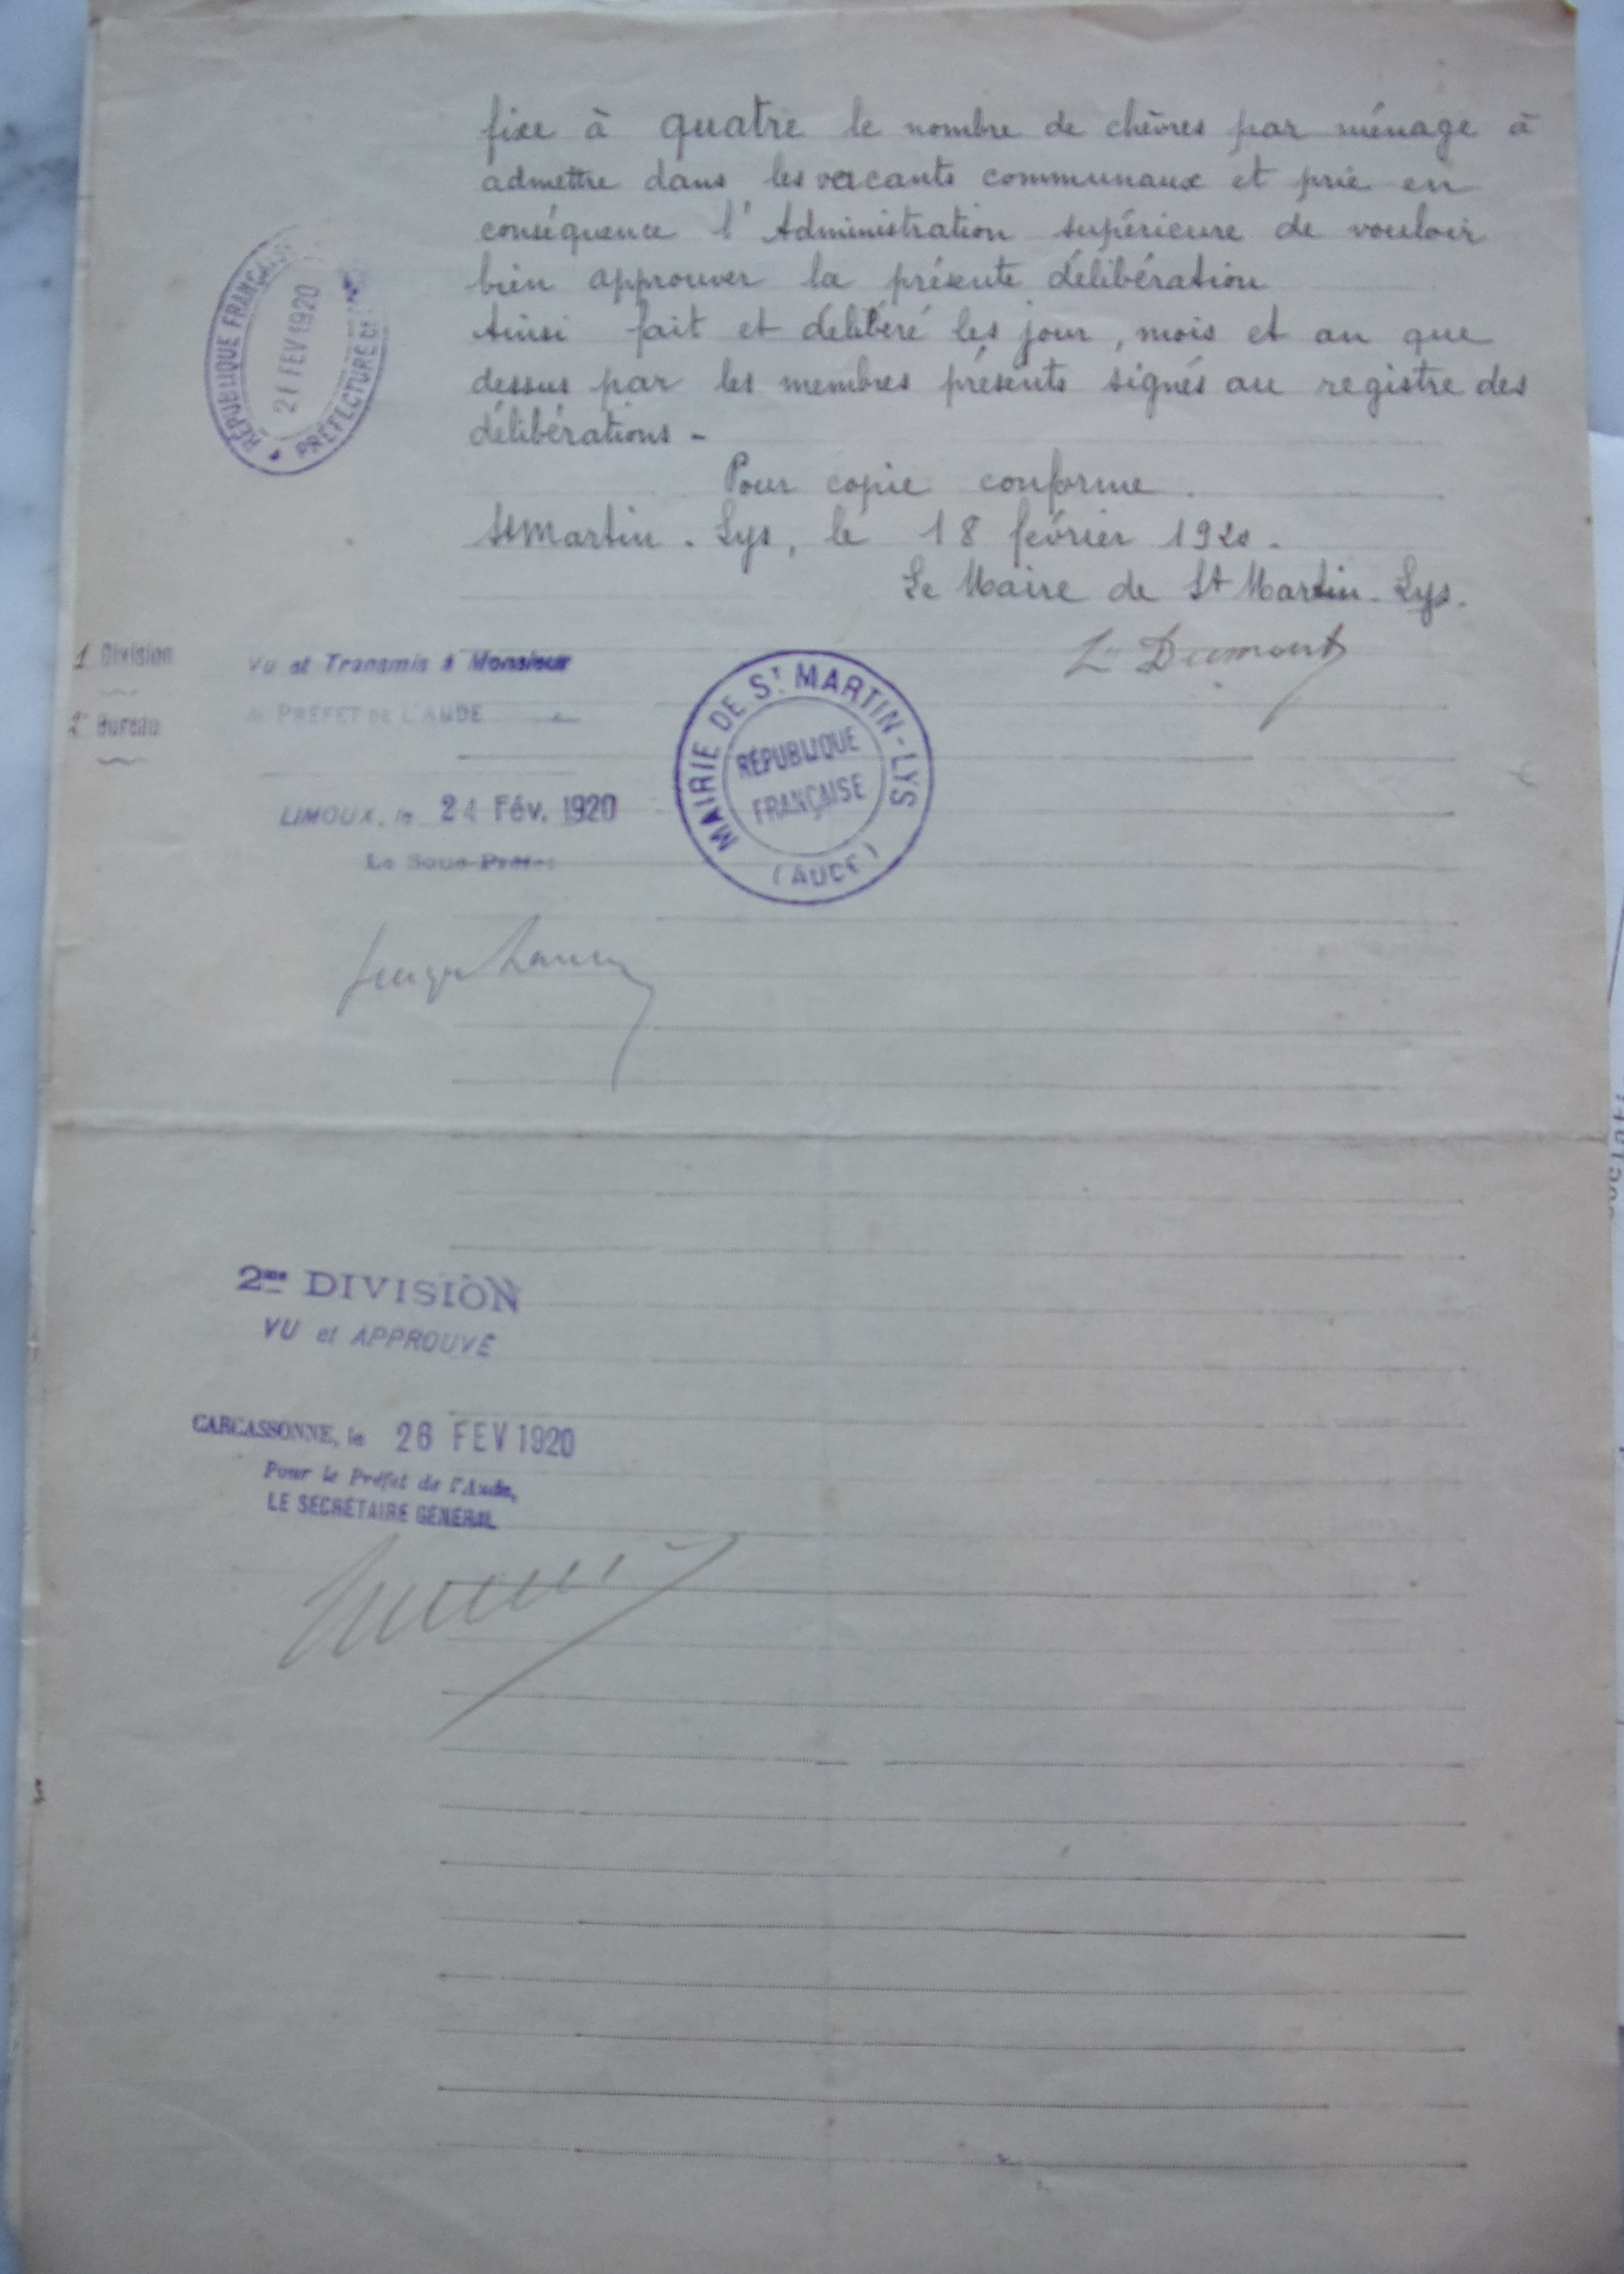 fixe à quatre le nombre de chèvres par ménage à
admettre dans les vacants communaux et prie en
conséquence l'Administration supérieure de vouloir
bien approuver la présente délibération
Ainsi fait et délibéré les jour, mois et an que
dessus par les membres présents signés au registre des
délibérations -
Pour copie conforme.
St Martin - Lys, le 18 février 1920.
Le Maire de St Martin - Lys.
Dumont
RÉPUBLIQUE FRANÇAISE
FEV 1920
PRÉFECTURE DE
1 Division
2e Bureau
Vu et Transmis à Monsieur
PRÉFET DE L'AUDE
LIMOUX, le 24 Fév. 1920
Le Sous-Préfet
MAIRIE DE ST MARTIN-LYS
RÉPUBLIQUE
FRANÇAISE
(AUDE)
2me DIVISION
VU et APPROUVÉ
CARCASSONNE, le 26 FEV 1920
Pour le Préfet de l'Aude,
LE SECRÉTAIRE GÉNÉRAL